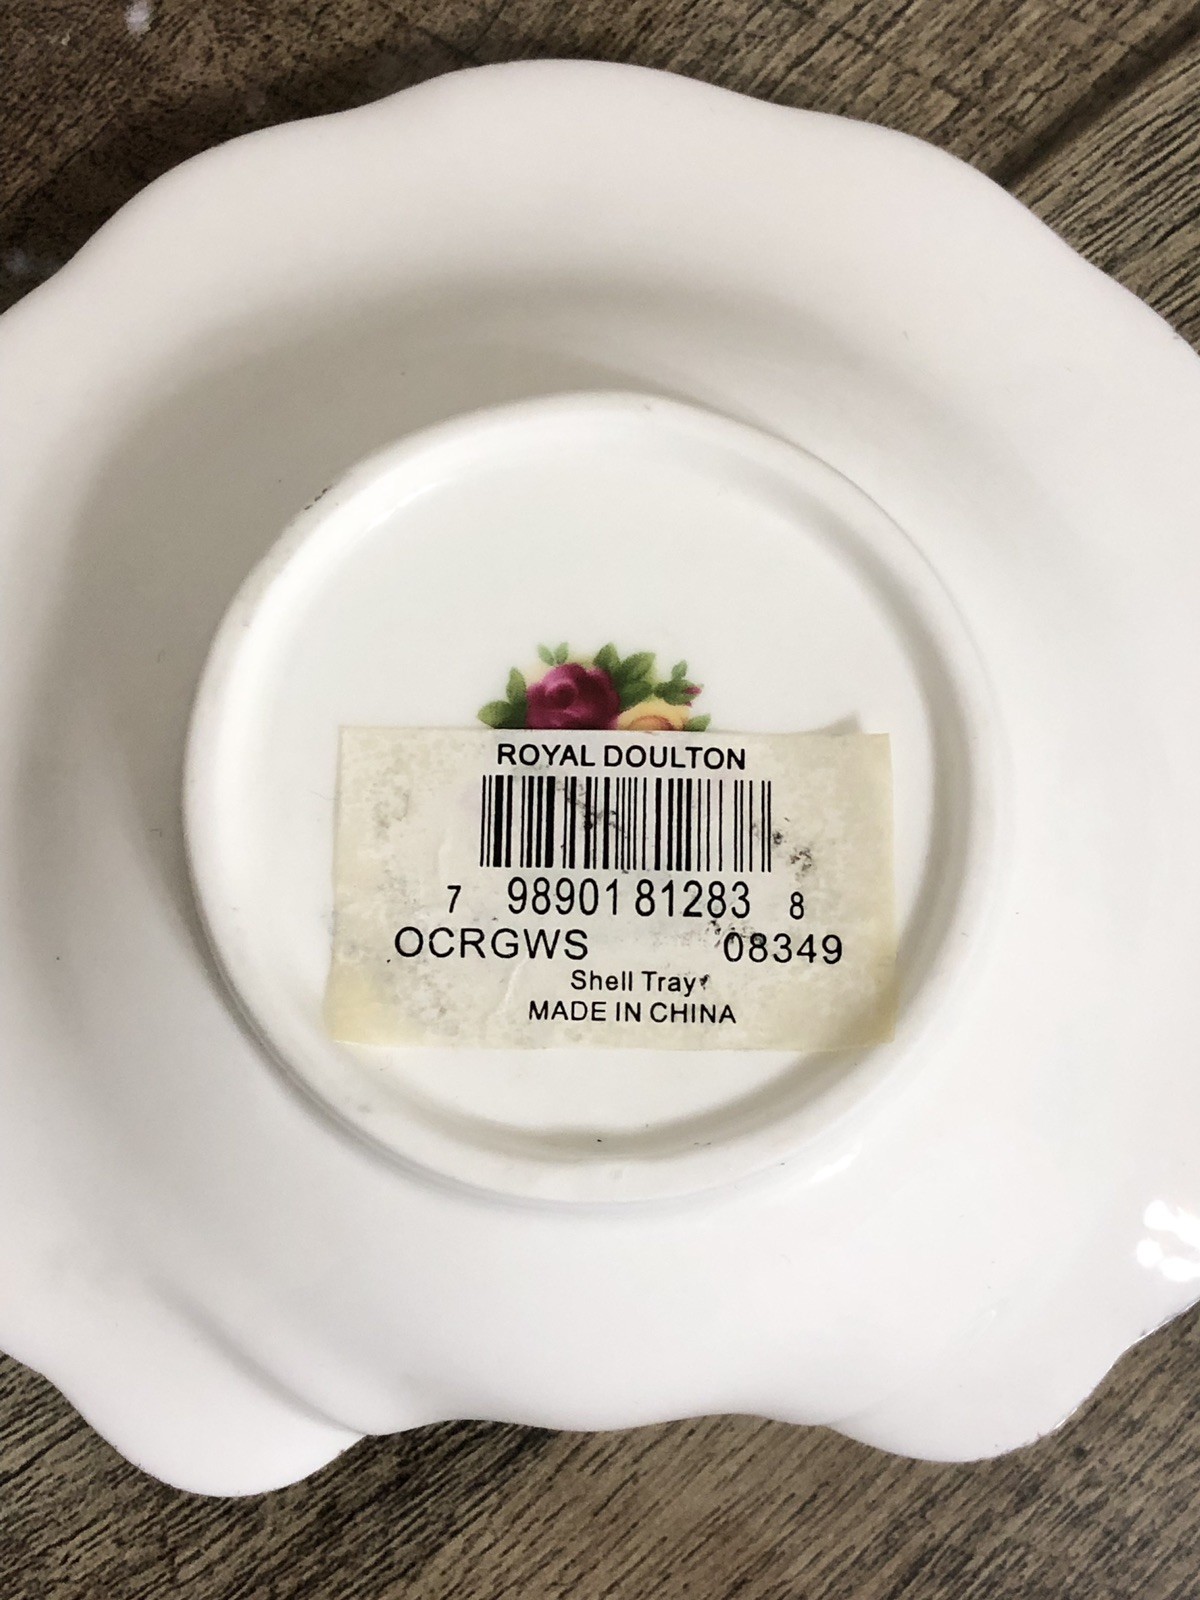 ROYAL DOULTON
7 98901 81283 8
OCRGWS 08349
Shell Tray
MADE IN CHINA